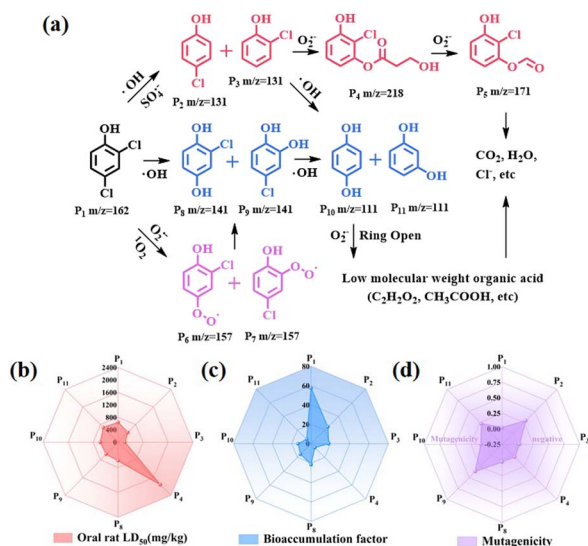 (a)
OH
Cl
P2 m/z=131
+
OH
Cl
P3 m/z=131
O2·-
OH
Cl
O
O
OH
P4 m/z=218
O2·-
OH
Cl
O
O
P5 m/z=171
·OH
SO4·-
·OH
OH
Cl
Cl
P1 m/z=162
·OH
OH
Cl
OH
P8 m/z=141
+
OH
OH
Cl
P9 m/z=141
·OH
OH
OH
P10 m/z=111
+
OH
OH
P11 m/z=111
CO2, H2O,
Cl-, etc
O2·-
1O2
O2·- Ring Open
OH
Cl
O
O·
P6 m/z=157
+
OH
O
O·
Cl
P7 m/z=157
Low molecular weight organic acid
(C2H2O2, CH3COOH, etc)
(b)
P1
P2
P3
P4
P8
P9
P10
P11
2400
2000
1600
1200
800
400
0
Oral rat LD50(mg/kg)
(c)
P1
P2
P3
P4
P8
P9
P10
P11
80
60
40
20
0
Bioaccumulation factor
(d)
P1
P2
P4
P8
P9
P10
P11
1.00
0.75
0.50
0.25
0.00
-0.25
Mutagenicity
negative
Mutagenicity